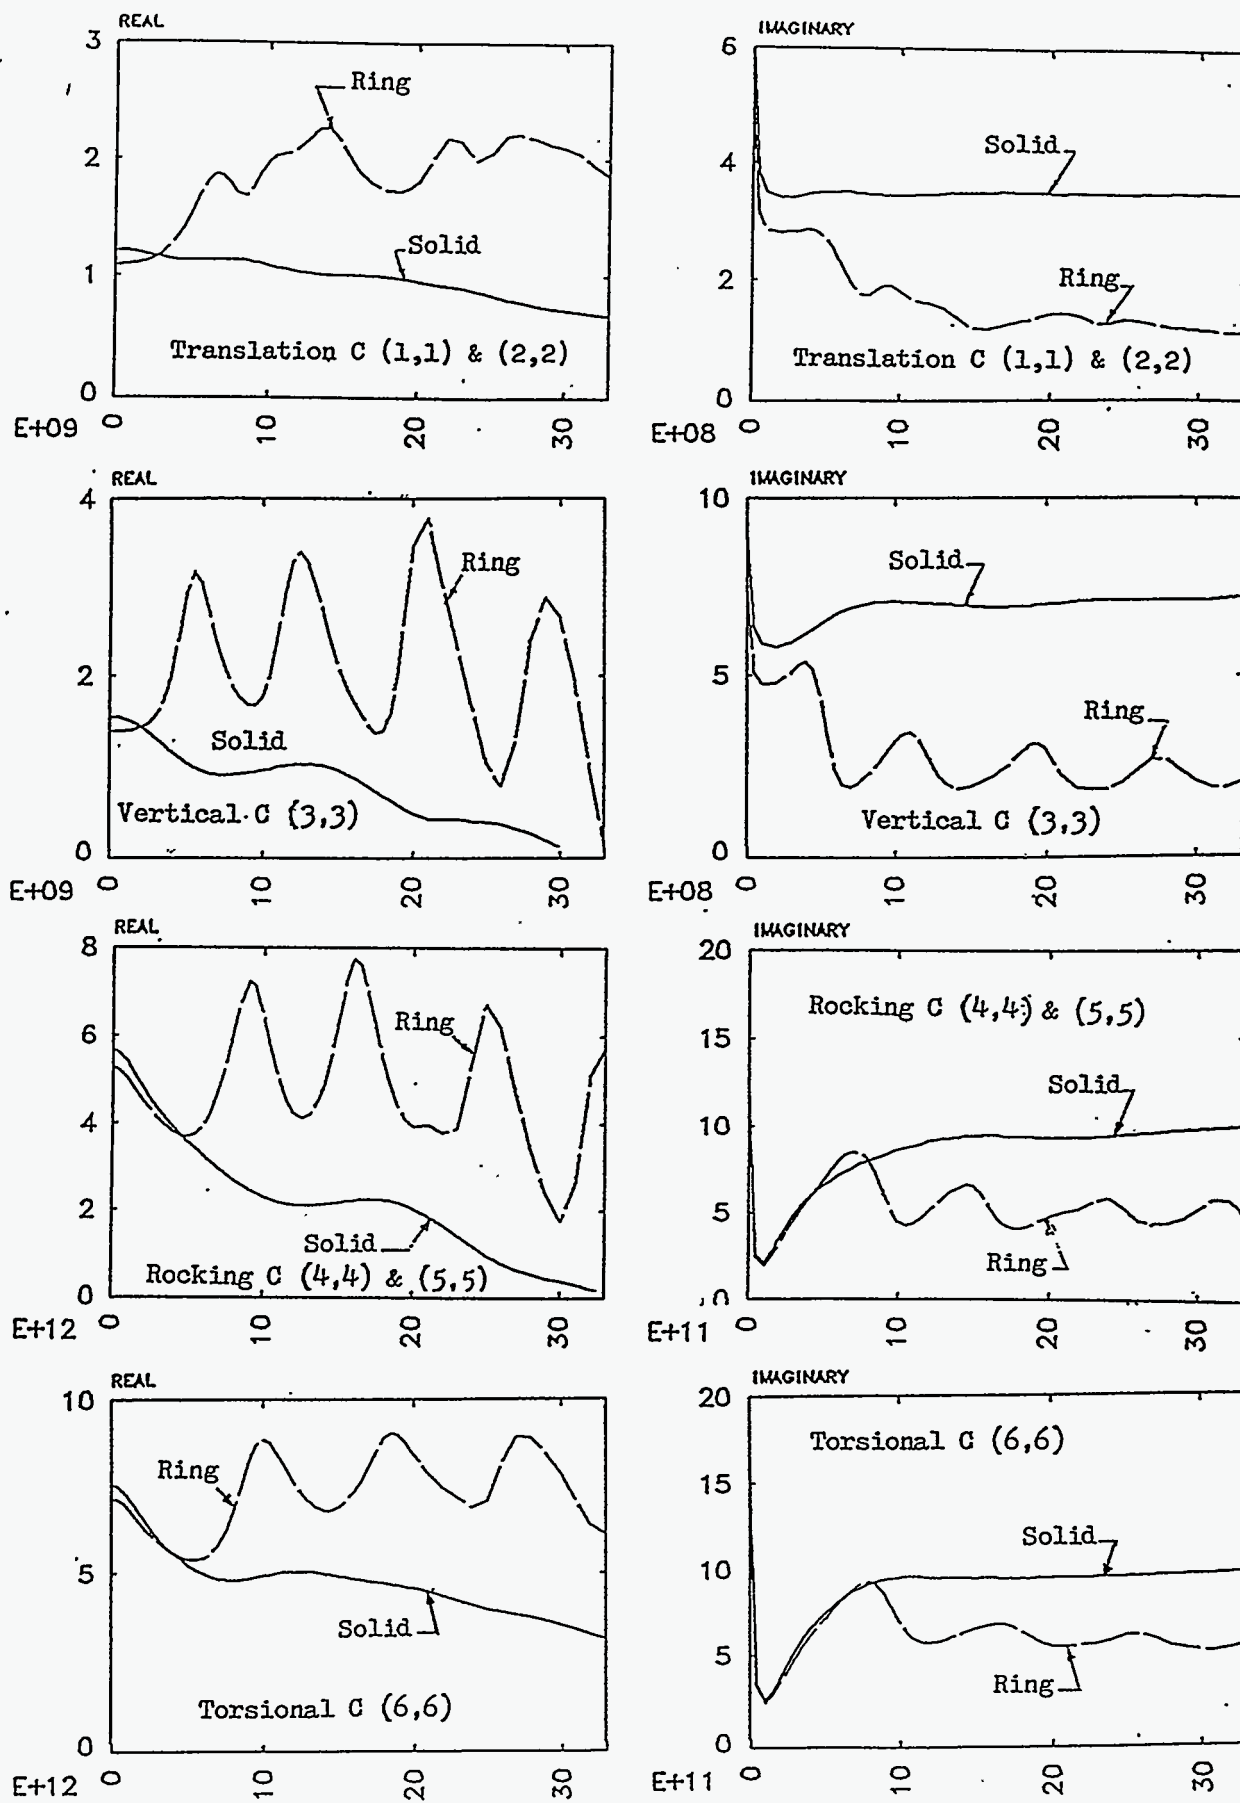 REAL
3
2
1
0
Ring
Solid
Translation C (1,1) & (2,2)
E+09
0
10
20
30
IMAGINARY
6
4
2
0
Solid
Ring
Translation C (1,1) & (2,2)
E+08
0
10
20
30
REAL
4
2
0
Ring
Solid
Vertical C (3,3)
E+09
0
10
20
30
IMAGINARY
10
5
0
Solid
Ring
Vertical C (3,3)
E+08
0
10
20
30
REAL
8
6
4
2
0
Ring
Solid
Rocking C (4,4) & (5,5)
E+12
0
10
20
30
IMAGINARY
20
15
10
5
0
Rocking C (4,4) & (5,5)
Solid
Ring
E+11
0
10
20
30
REAL
10
5
0
Ring
Solid
Torsional C (6,6)
E+12
0
10
20
30
IMAGINARY
20
15
10
5
0
Torsional C (6,6)
Solid
Ring
E+11
0
10
20
30